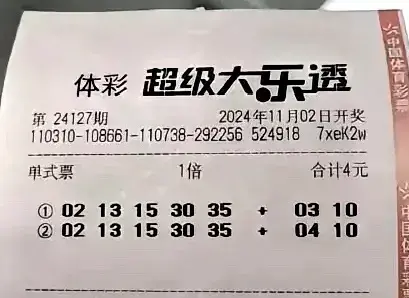 体彩 超级大乐透
第 24127期 2024年11月02日开奖
110310-108661-110738-292256 524918 7xeK2w
单式票 1倍 合计4元
① 02 13 15 30 35 + 03 10
② 02 13 15 30 35 + 04 10
中国体育彩票
中国体育彩